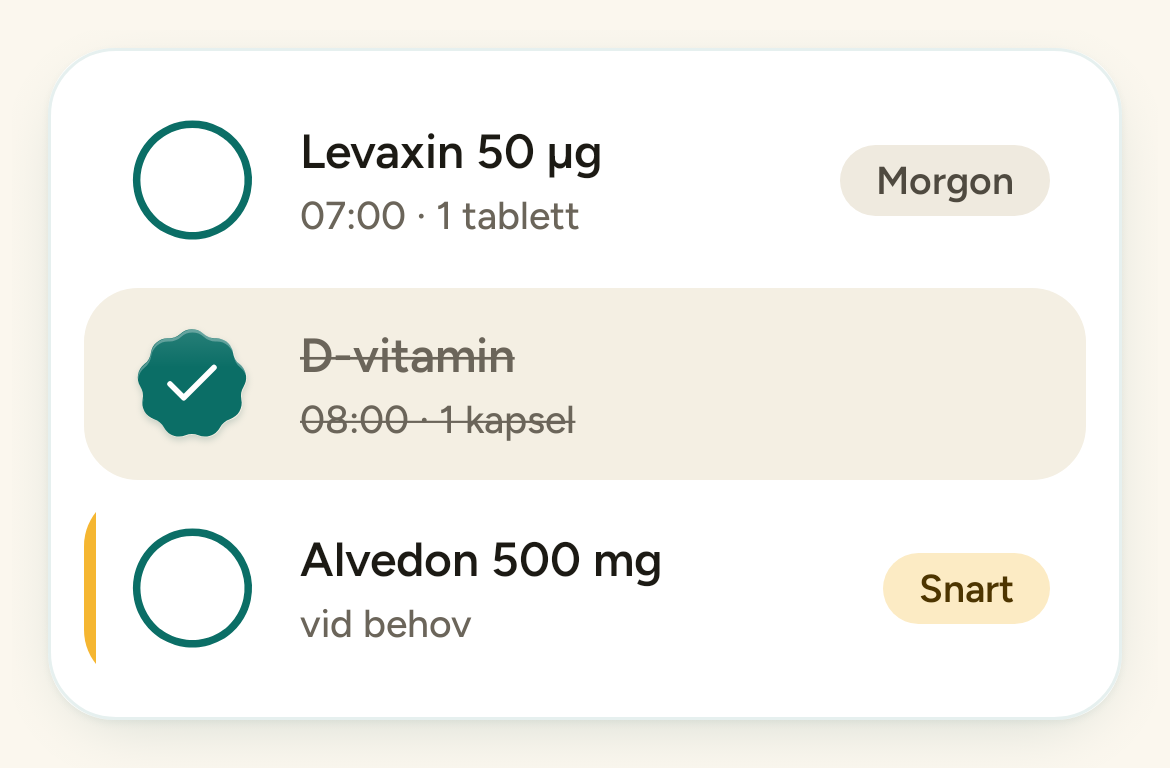 Levaxin 50 µg
07:00 · 1 tablett
Morgon
D-vitamin
08:00 · 1 kapsel
Alvedon 500 mg
vid behov
Snart